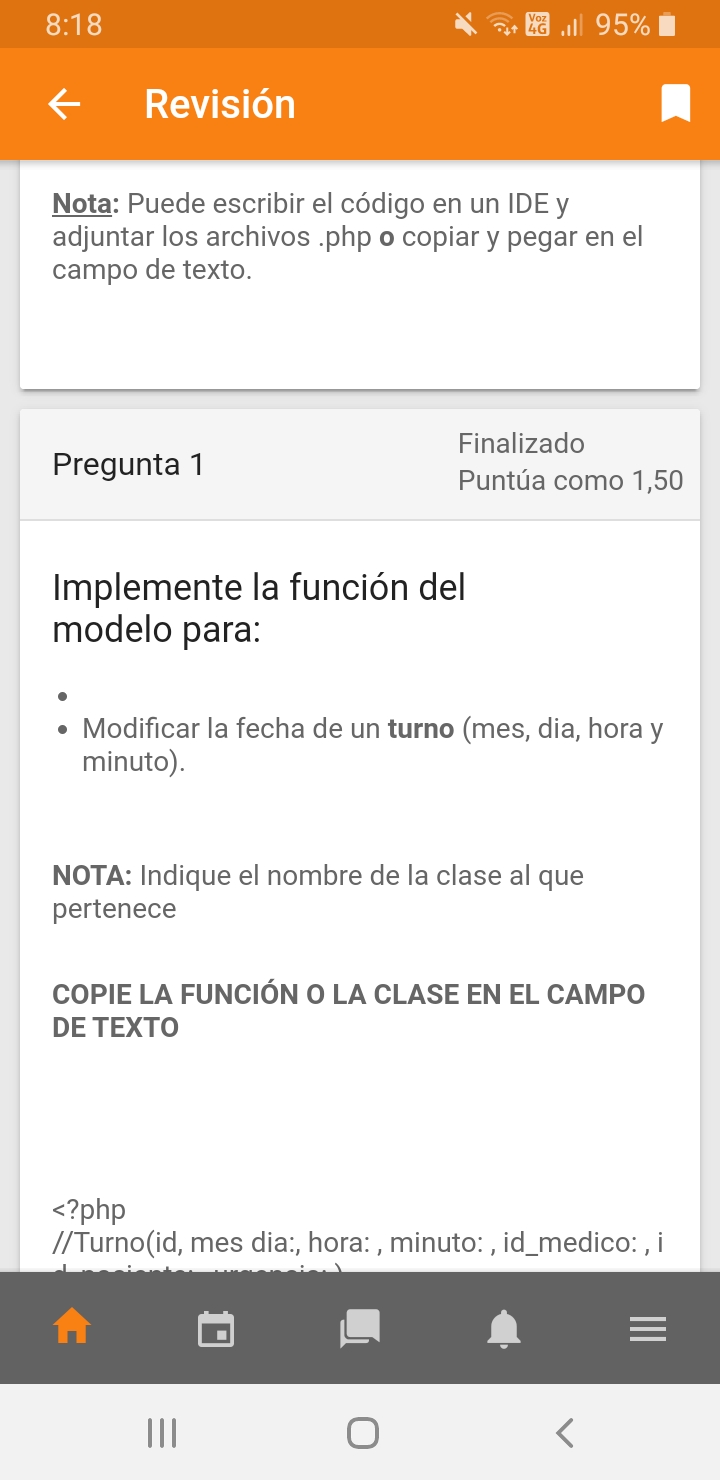 8:18 Voz 4G 95%
Revisión
Nota: Puede escribir el código en un IDE y
adjuntar los archivos .php o copiar y pegar en el
campo de texto.
Pregunta 1
Finalizado
Puntúa como 1,50
Implemente la función del
modelo para:
Modificar la fecha de un turno (mes, dia, hora y
minuto).
NOTA: Indique el nombre de la clase al que
pertenece
COPIE LA FUNCIÓN O LA CLASE EN EL CAMPO
DE TEXTO
<?php
//Turno(id, mes dia:, hora: , minuto: , id_medico: , i